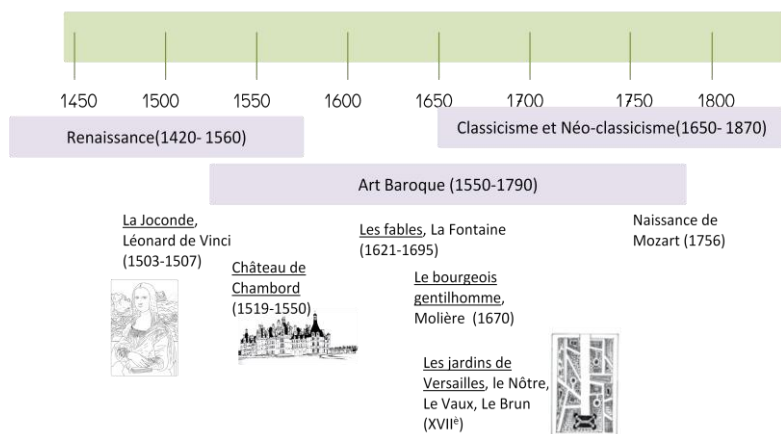 1450 1500 1550 1600 1650 1700 1750 1800
Renaissance(1420- 1560)
Classicisme et Néo-classicisme(1650- 1870)
Art Baroque (1550-1790)
La Joconde,
Léonard de Vinci
(1503-1507)
Château de
Chambord
(1519-1550)
Les fables, La Fontaine
(1621-1695)
Le bourgeois
gentilhomme,
Molière (1670)
Les jardins de
Versailles, le Nôtre,
Le Vaux, Le Brun
(XVIIè)
Naissance de
Mozart (1756)